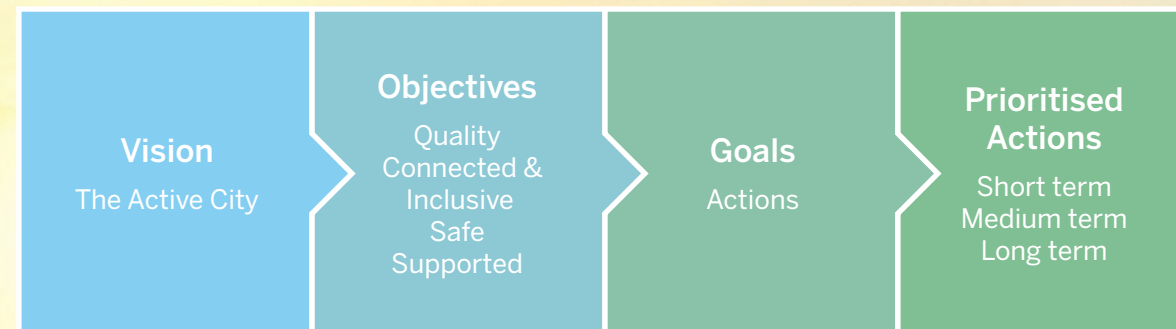 Vision
The Active City
Objectives
Quality
Connected &
Inclusive
Safe
Supported
Goals
Actions
Prioritised
Actions
Short term
Medium term
Long term